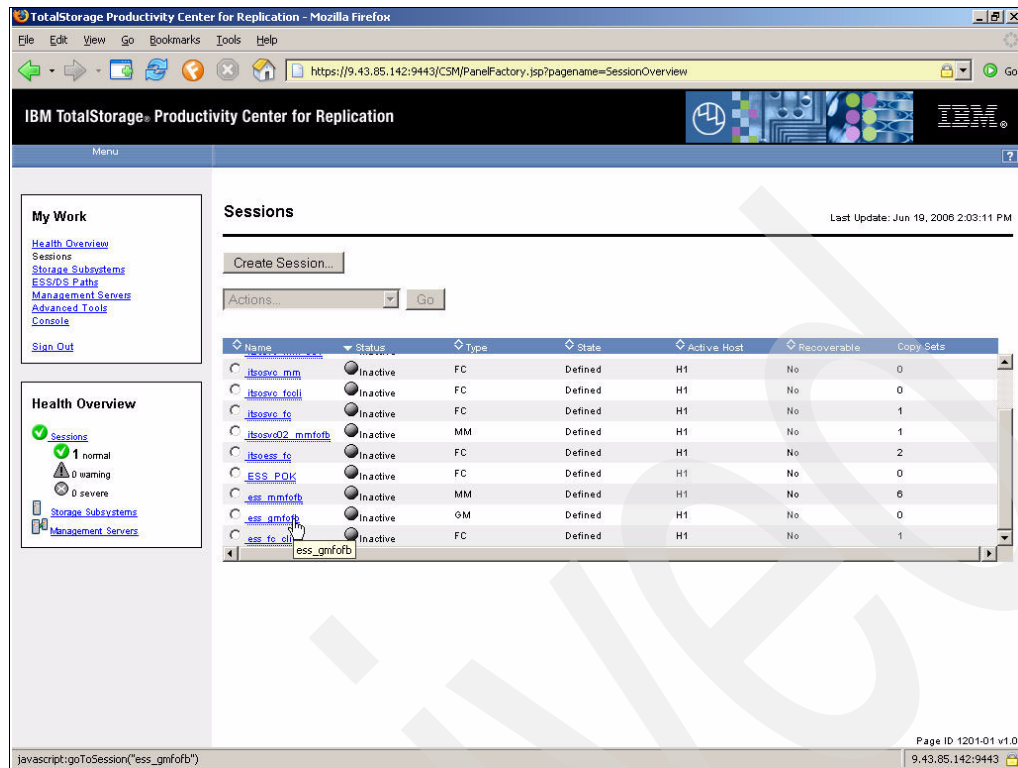 TotalStorage Productivity Center for Replication - Mozilla Firefox
File Edit View Go Bookmarks Tools Help
https://9.43.85.142:9443/CSM/PanelFactory.jsp?pagename=SessionOverview Go
IBM TotalStorage® Productivity Center for Replication IBM®
Menu ?
My Work
Health Overview
Sessions
Storage Subsystems
ESS/DS Paths
Management Servers
Advanced Tools
Console
Sign Out
Health Overview
Sessions
1 normal
0 warning
0 severe
Storage Subsystems
Management Servers
Sessions Last Update: Jun 19, 2006 2:03:11 PM
Create Session...
Actions... Go
Name Status Type State Active Host Recoverable Copy Sets
itsosvc_mm Inactive FC Defined H1 No 0
itsosvc_fccli Inactive FC Defined H1 No 0
itsosvc_fc Inactive FC Defined H1 No 1
itsosvc02_mmfofb Inactive MM Defined H1 No 1
itsoess_fc Inactive FC Defined H1 No 2
ESS_POK Inactive FC Defined H1 No 0
ess_mmfofb Inactive MM Defined H1 No 6
ess_gmfofb Inactive GM Defined H1 No 0
ess_fc_cli Inactive FC Defined H1 No 1
ess_gmfofb
Page ID 1201-01 v1.0
javascript:goToSession("ess_gmfofb") 9.43.85.142:9443